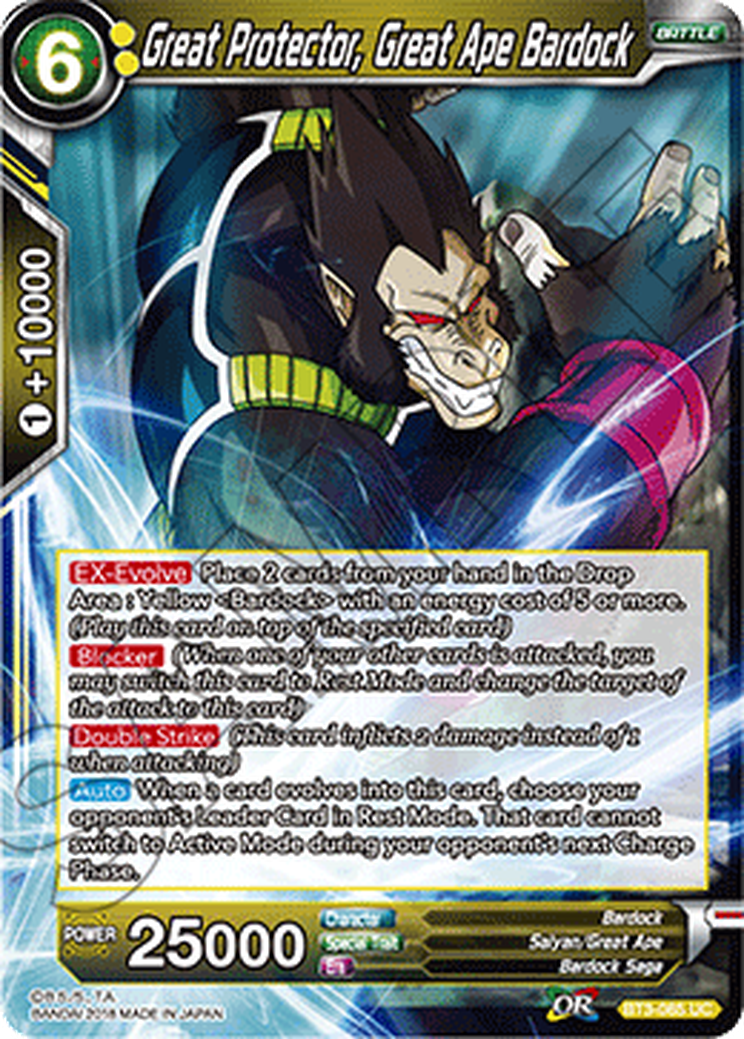 6
Great Protector, Great Ape Bardock
BATTLE
1 +10000
EX-Evolve Place 2 cards from your hand in the Drop
Area : Yellow <Bardock> with an energy cost of 5 or more.
(Play this card on top of the specified card)
Blocker (When one of your other cards is attacked, you
may switch this card to Rest Mode and change the target of
the attack to this card)
Double Strike (This card inflicts 2 damage instead of 1
when attacking)
Auto When a card evolves into this card, choose your
opponent's Leader Card in Rest Mode. That card cannot
switch to Active Mode during your opponent's next Charge
Phase.
POWER 25000
Character Bardock
Special Trait Saiyan/Great Ape
Era Bardock Saga
©B.S./S., T.A.
BANDAI 2018 MADE IN JAPAN
QR BT3-085 UC